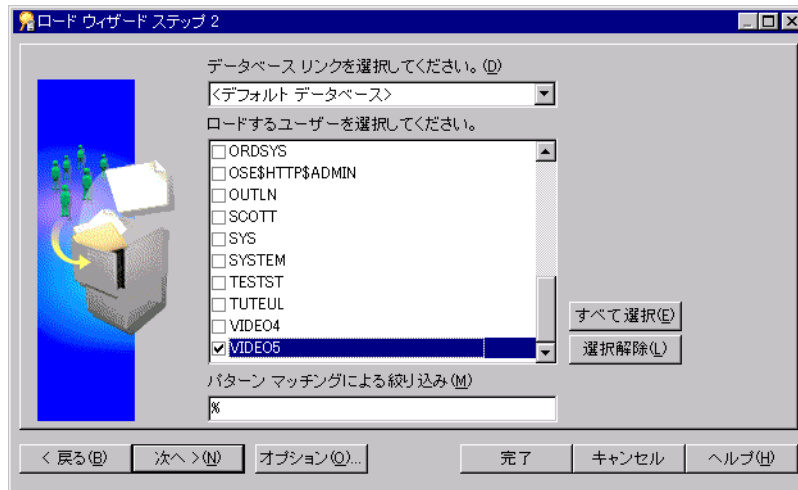 ロード ウィザード ステップ 2
データベース リンクを選択してください。(D)
<デフォルト データベース>
ロードするユーザーを選択してください。
ORDSYS
OSE$HTTP$ADMIN
OUTLN
SCOTT
SYS
SYSTEM
TESTST
TUTEUL
VIDEO4
VIDEO5
すべて選択(E)
選択解除(L)
パターン マッチングによる絞り込み(M)
%
< 戻る(B)
次へ >(N)
オプション(O)...
完了
キャンセル
ヘルプ(H)